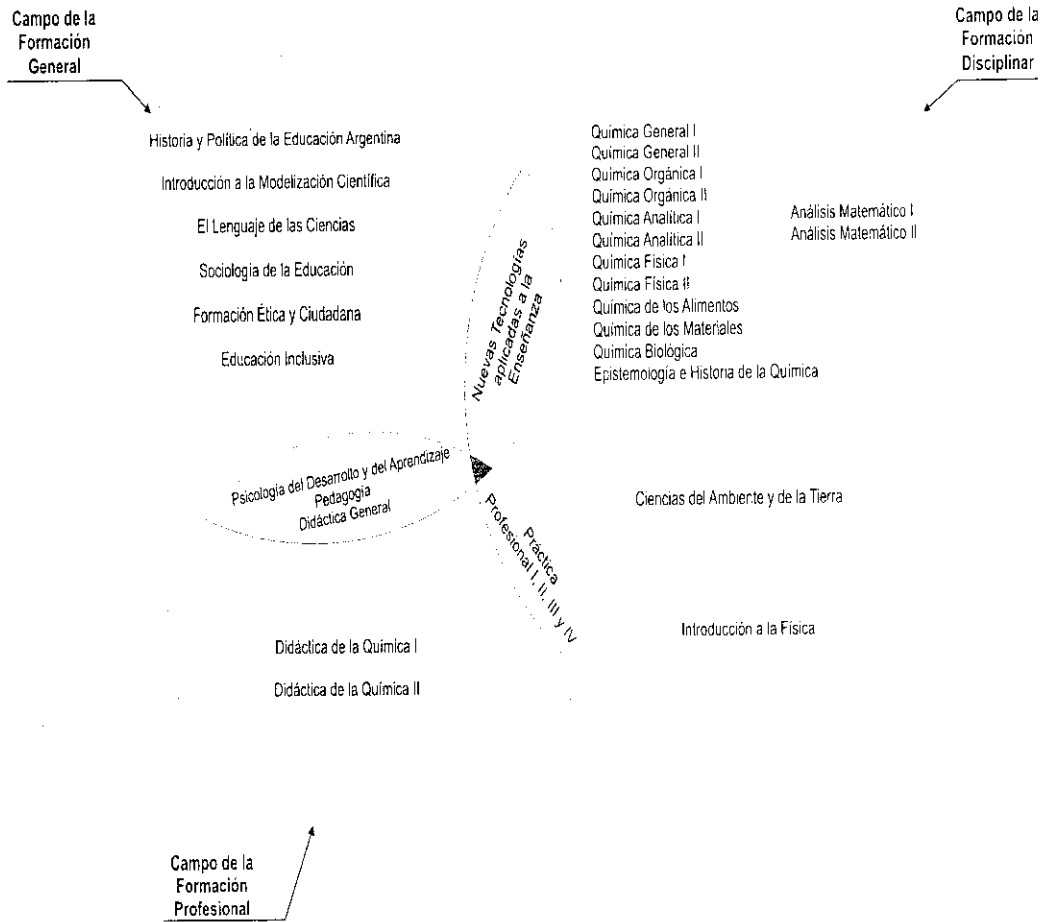 Campo de la
Formación
General
Campo de la
Formación
Disciplinar
Historia y Política de la Educación Argentina
Introducción a la Modelización Científica
El Lenguaje de las Ciencias
Sociología de la Educación
Formación Ética y Ciudadana
Educación Inclusiva
Nuevas Tecnologías
aplicadas a la
Enseñanza
Química General I
Química General II
Química Orgánica I
Química Orgánica II
Química Analítica I
Química Analítica II
Química Física I
Química Física II
Química de los Alimentos
Química de los Materiales
Química Biológica
Epistemología e Historia de la Química
Análisis Matemático I
Análisis Matemático II
Psicología del Desarrollo y del Aprendizaje
Pedagogía
Didáctica General
Práctica
Profesional I, II, III y IV
Ciencias del Ambiente y de la Tierra
Introducción a la Física
Didáctica de la Química I
Didáctica de la Química II
Campo de la
Formación
Profesional